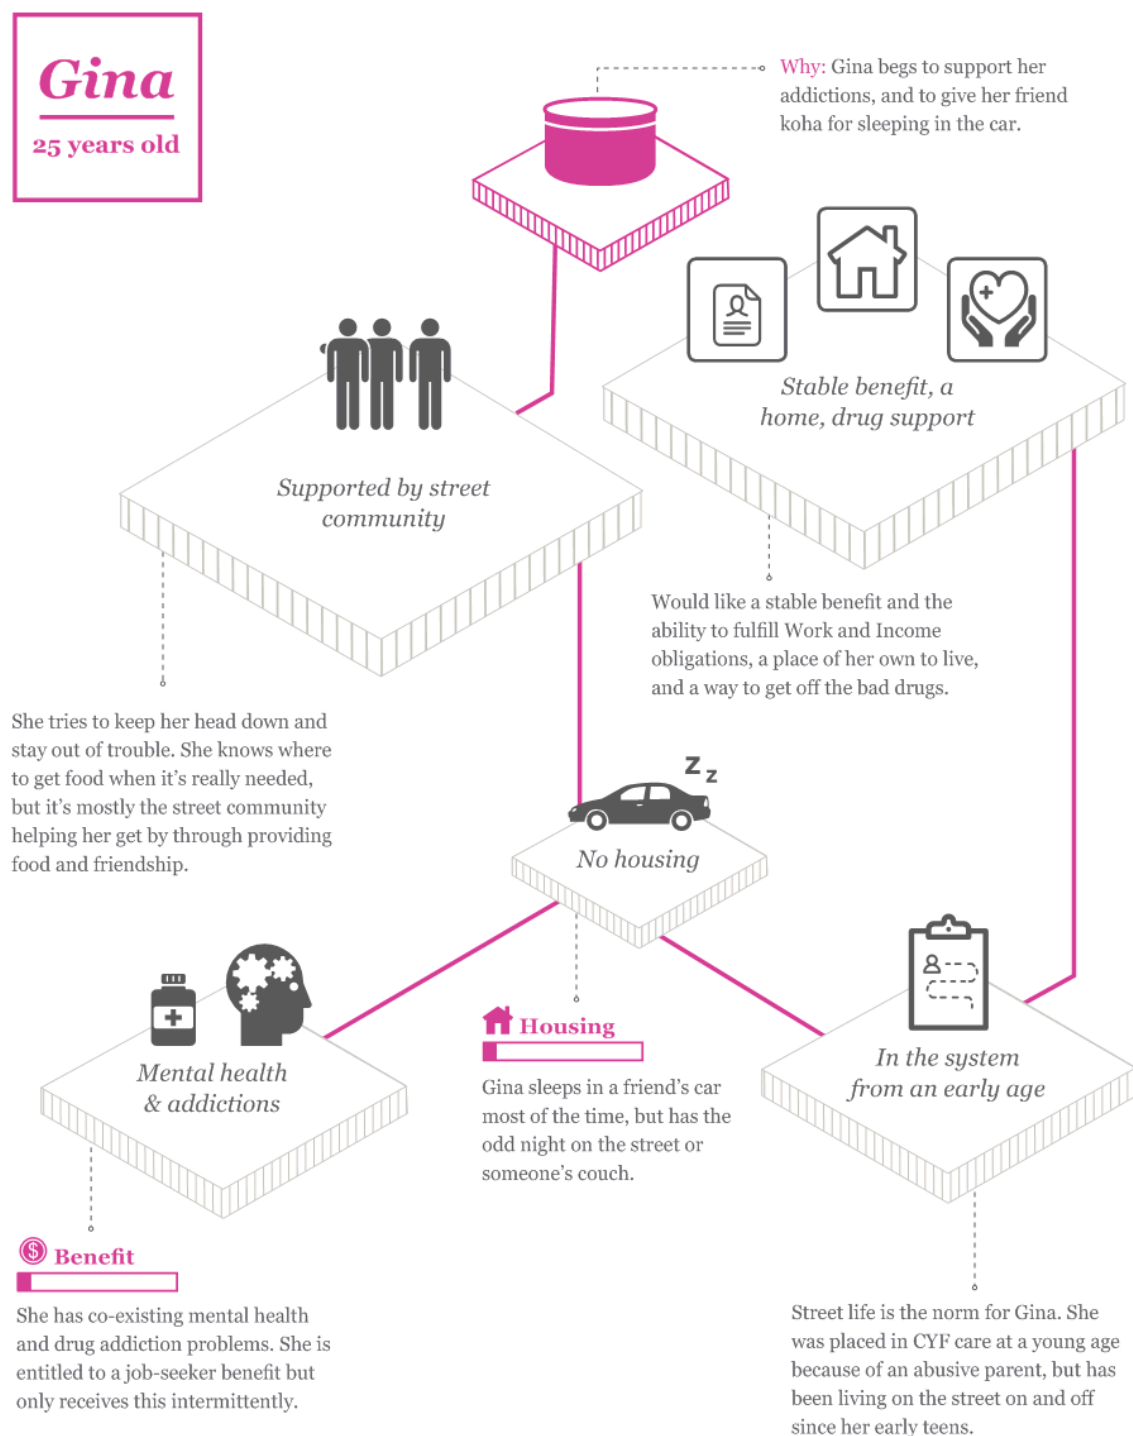 Gina
25 years old
Why: Gina begs to support her
addictions, and to give her friend
koha for sleeping in the car.
Stable benefit, a
home, drug support
Supported by street
community
Would like a stable benefit and the
ability to fulfill Work and Income
obligations, a place of her own to live,
and a way to get off the bad drugs.
She tries to keep her head down and
stay out of trouble. She knows where
to get food when it's really needed,
but it's mostly the street community
helping her get by through providing
food and friendship.
Z z
No housing
Mental health
& addictions
Housing
Gina sleeps in a friend's car
most of the time, but has the
odd night on the street or
someone's couch.
In the system
from an early age
$ Benefit
She has co-existing mental health
and drug addiction problems. She is
entitled to a job-seeker benefit but
only receives this intermittently.
Street life is the norm for Gina. She
was placed in CYF care at a young age
because of an abusive parent, but has
been living on the street on and off
since her early teens.